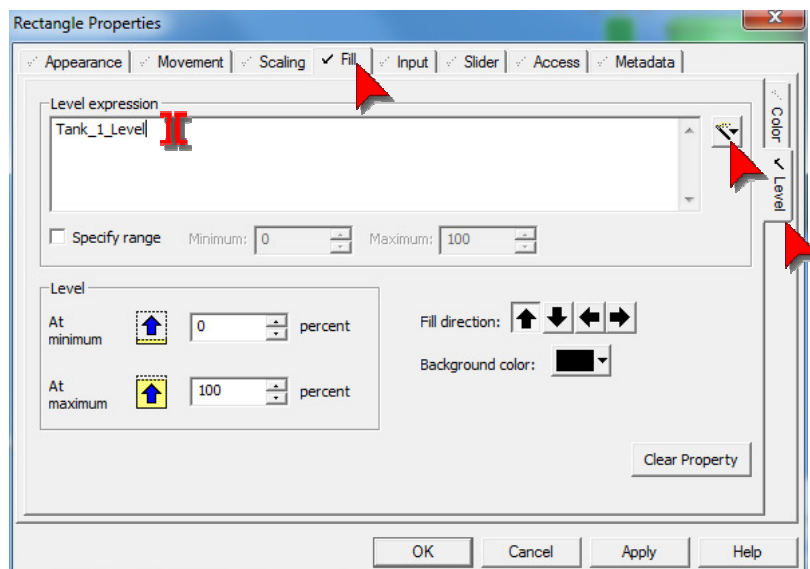 Rectangle Properties
Appearance Movement Scaling Fill Input Slider Access Metadata
Level expression
Tank_1_Level
Color
Level
Specify range Minimum: 0 Maximum: 100
Level
At minimum 0 percent
At maximum 100 percent
Fill direction:
Background color:
Clear Property
OK Cancel Apply Help